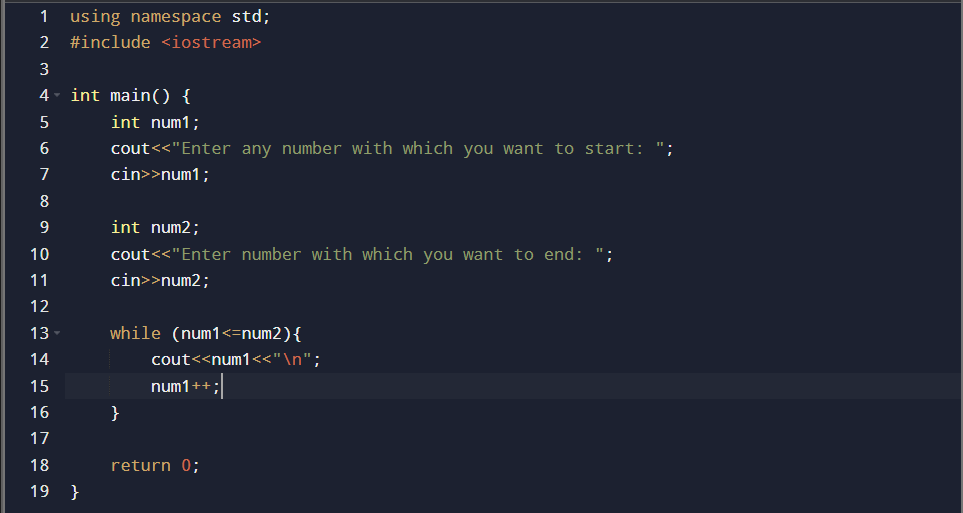 1 using namespace std;
2 #include <iostream>
3
4 int main() {
5     int num1;
6     cout<<"Enter any number with which you want to start: ";
7     cin>>num1;
8
9     int num2;
10     cout<<"Enter number with which you want to end: ";
11     cin>>num2;
12
13     while (num1<=num2){
14         cout<<num1<<"\n";
15         num1++;
16     }
17
18     return 0;
19 }